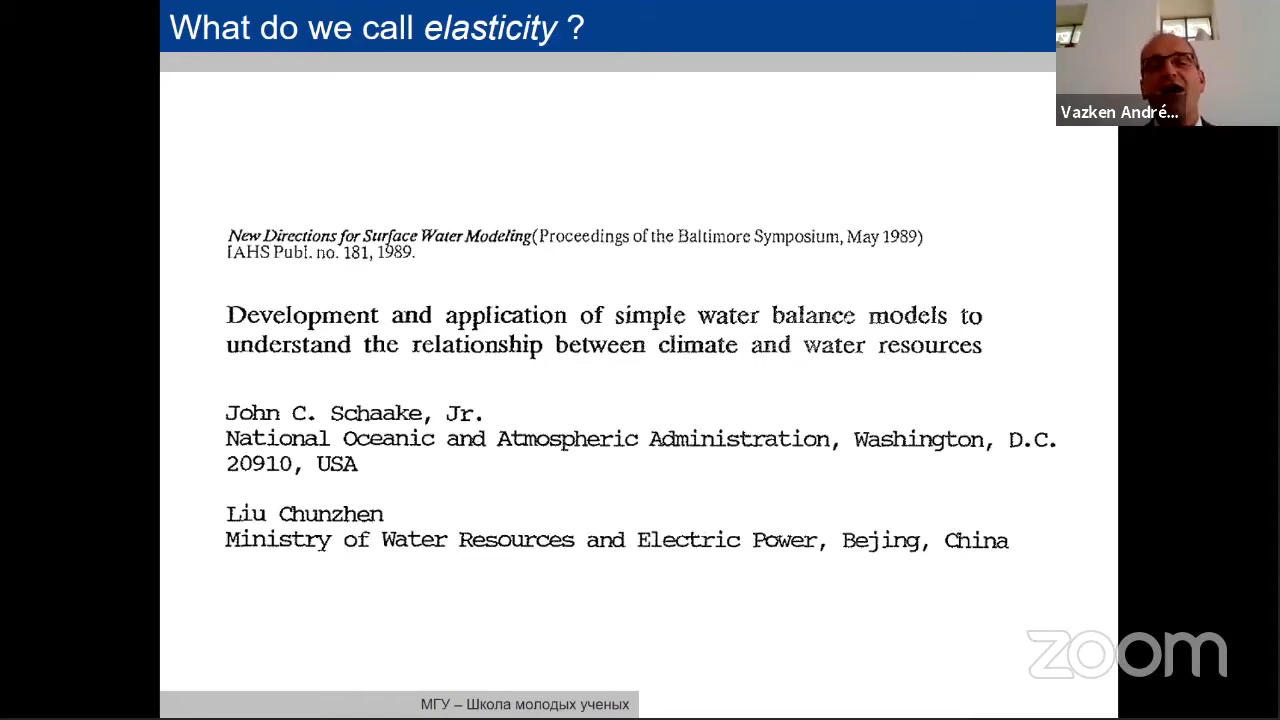 What do we call elasticity ?
Vazken André...
New Directions for Surface Water Modeling (Proceedings of the Baltimore Symposium, May 1989)
IAHS Publ. no. 181, 1989.
Development and application of simple water balance models to
understand the relationship between climate and water resources
John C. Schaake, Jr.
National Oceanic and Atmospheric Administration, Washington, D.C.
20910, USA
Liu Chunzhen
Ministry of Water Resources and Electric Power, Bejing, China
zoom
МГУ – Школа молодых ученых